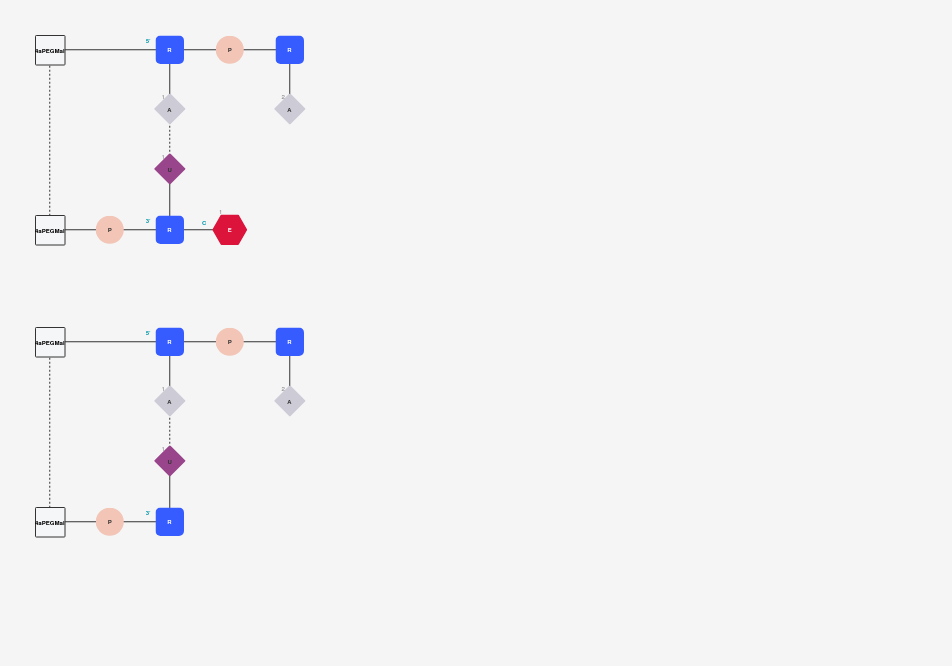 5'
4aPEGMal R P R
1 2
A A
1
U
1
3' C
4aPEGMal P R E
5'
4aPEGMal R P R
1 2
A A
1
U
3'
4aPEGMal P R